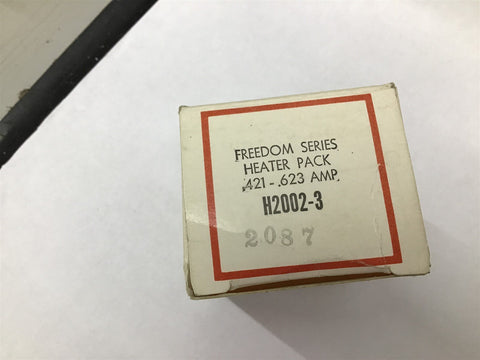 FREEDOM SERIES
HEATER PACK
.421-.623 AMP.
H2002-3
2087